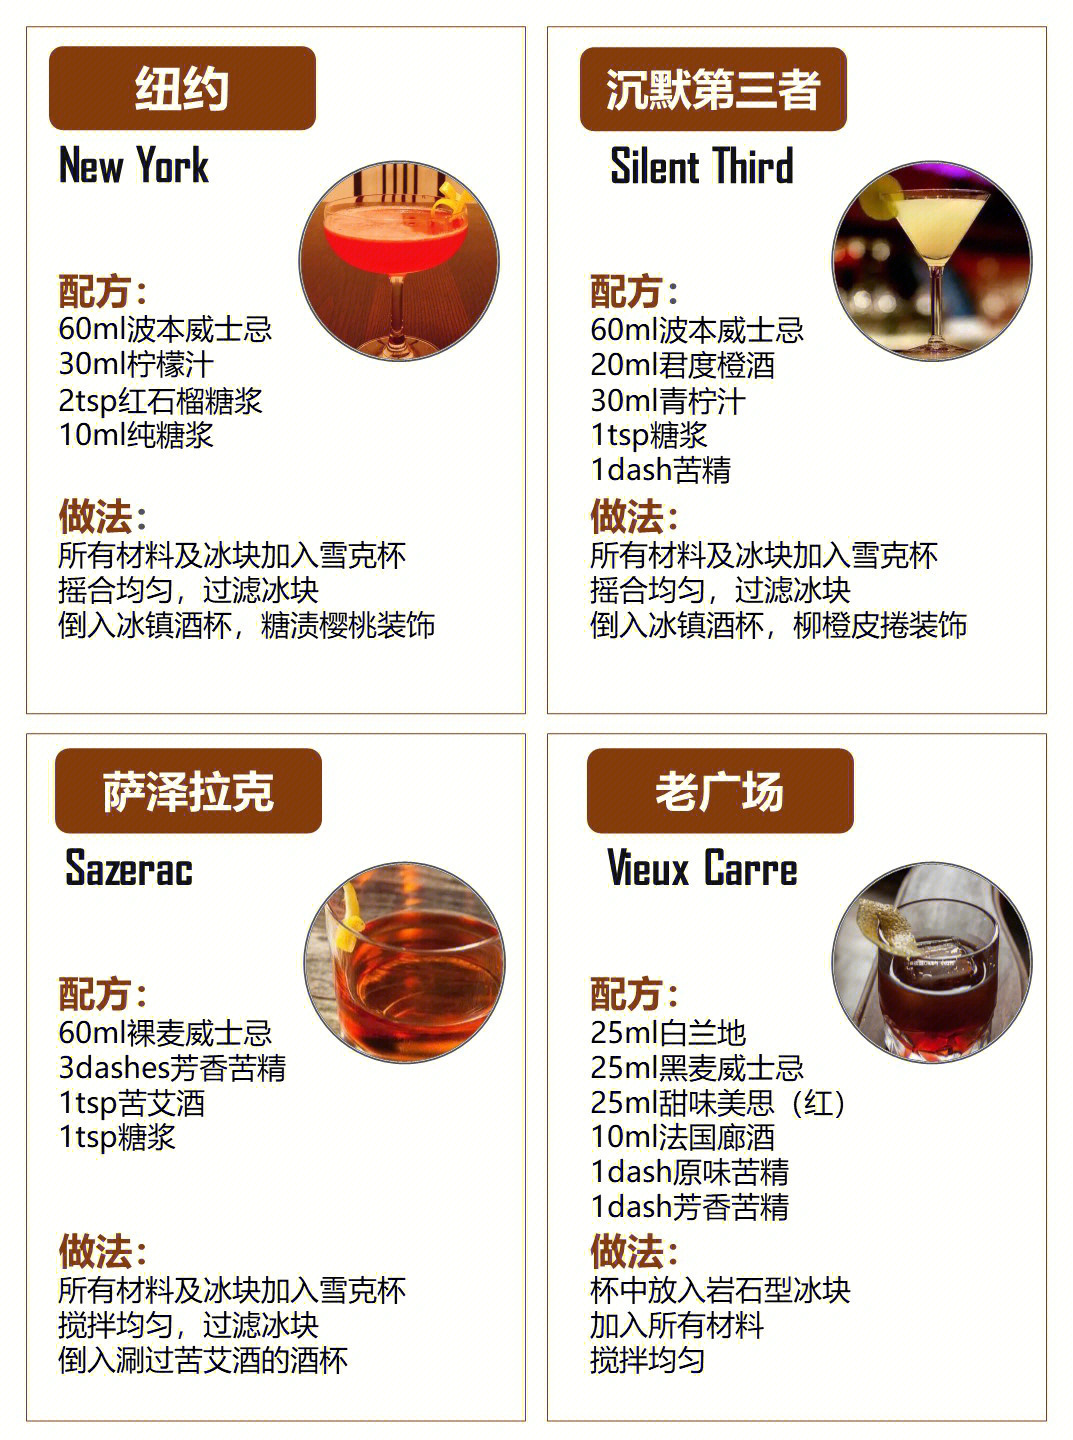 纽约
New York
配方：
60ml波本威士忌
30ml柠檬汁
2tsp红石榴糖浆
10ml纯糖浆
做法：
所有材料及冰块加入雪克杯
摇合均匀，过滤冰块
倒入冰镇酒杯，糖渍樱桃装饰
沉默第三者
Silent Third
配方：
60ml波本威士忌
20ml君度橙酒
30ml青柠汁
1tsp糖浆
1dash苦精
做法：
所有材料及冰块加入雪克杯
摇合均匀，过滤冰块
倒入冰镇酒杯，柳橙皮捲装饰
萨泽拉克
Sazerac
配方：
60ml裸麦威士忌
3dashes芳香苦精
1tsp苦艾酒
1tsp糖浆
做法：
所有材料及冰块加入雪克杯
搅拌均匀，过滤冰块
倒入涮过苦艾酒的酒杯
老广场
Vieux Carre
配方：
25ml白兰地
25ml黑麦威士忌
25ml甜味美思（红）
10ml法国廊酒
1dash原味苦精
1dash芳香苦精
做法：
杯中放入岩石型冰块
加入所有材料
搅拌均匀